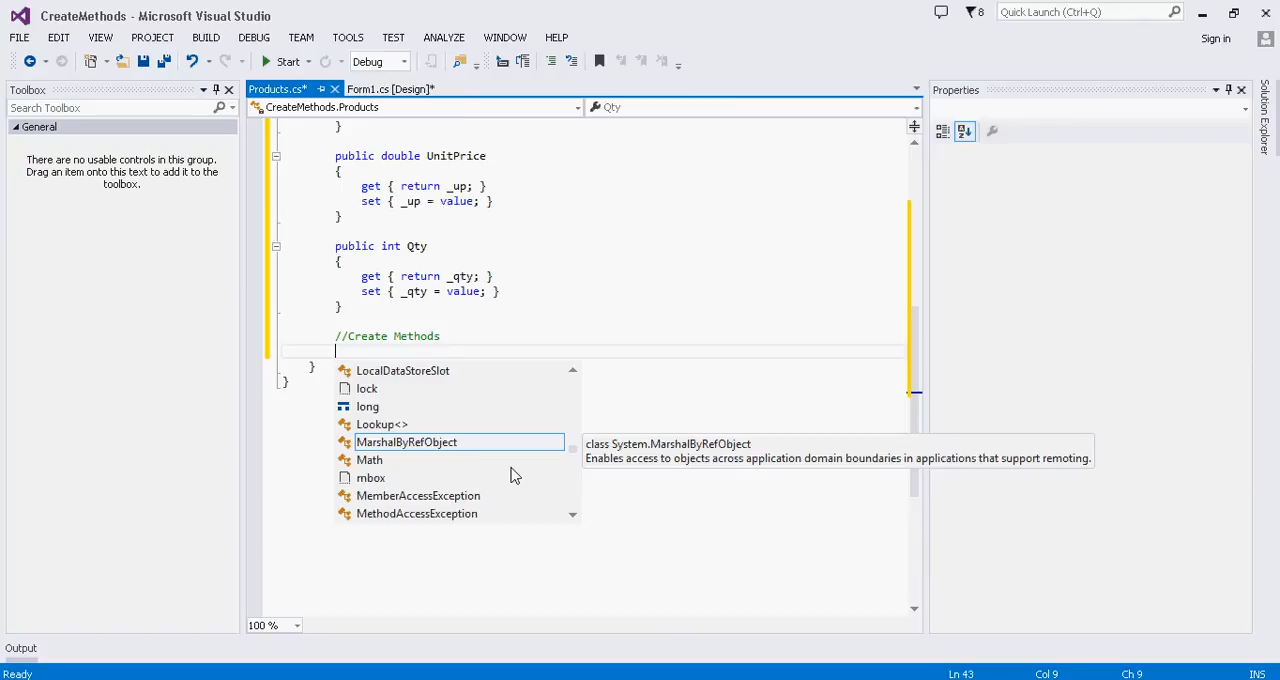 CreateMethods - Microsoft Visual Studio
8
Quick Launch (Ctrl+Q)
FILE EDIT VIEW PROJECT BUILD DEBUG TEAM TOOLS TEST ANALYZE WINDOW HELP
Sign in
Start Debug
Toolbox
Products.cs* Form1.cs [Design]*
Properties
Search Toolbox
CreateMethods.Products
Qty
General
There are no usable controls in this group.
Drag an item onto this text to add it to the
toolbox.
Solution Explorer
}
public double UnitPrice
{
get { return _up; }
set { _up = value; }
}
public int Qty
{
get { return _qty; }
set { _qty = value; }
}
//Create Methods
}
}
LocalDataStoreSlot
lock
long
Lookup<>
MarshalByRefObject
Math
mbox
MemberAccessException
MethodAccessException
class System.MarshalByRefObject
Enables access to objects across application domain boundaries in applications that support remoting.
100 %
Output
Ready
Ln 43 Col 9 Ch 9 INS